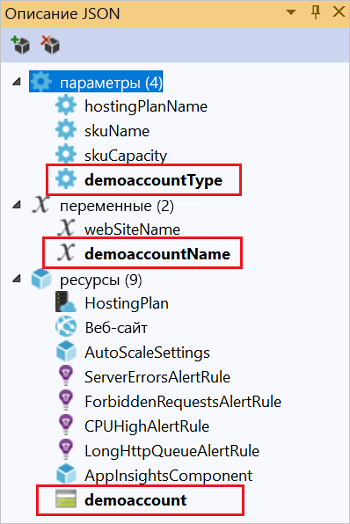 Описание JSON
параметры (4)
hostingPlanName
skuName
skuCapacity
demoaccountType
переменные (2)
webSiteName
demoaccountName
ресурсы (9)
HostingPlan
Веб-сайт
AutoScaleSettings
ServerErrorsAlertRule
ForbiddenRequestsAlertRule
CPUHighAlertRule
LongHttpQueueAlertRule
AppInsightsComponent
demoaccount